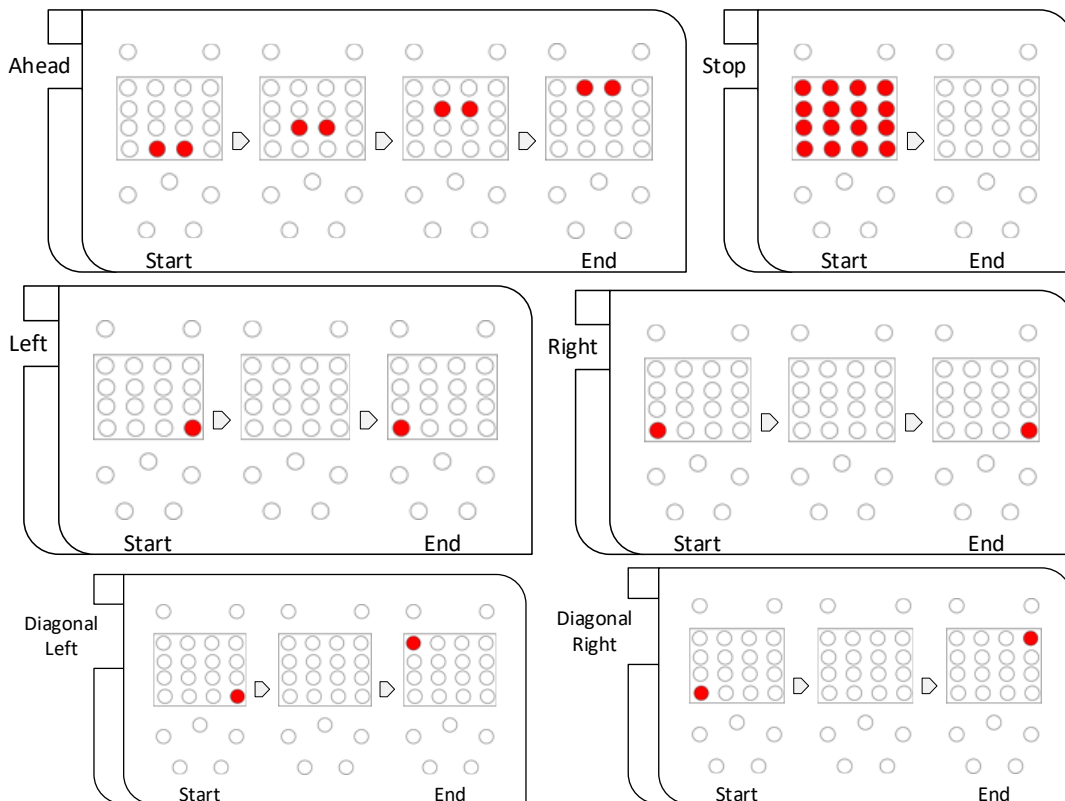 Ahead
Stop
Start
End
Start
End
Left
Right
Start
End
Start
End
Diagonal
Left
Diagonal
Right
Start
End
Start
End